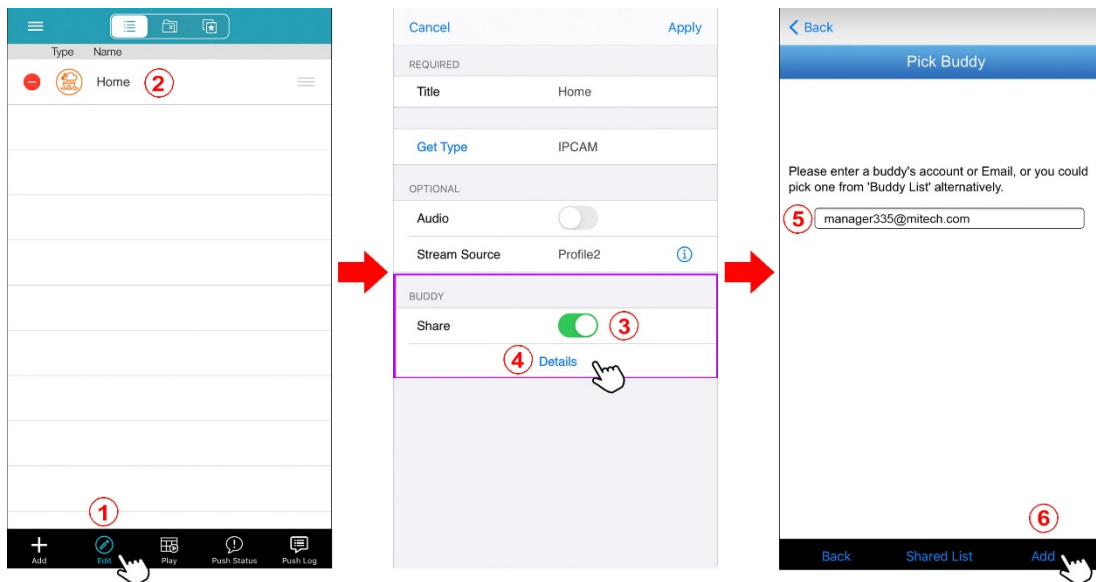 Type Name
Home
2
1
Add
Edit
Play
Push Status
Push Log
Cancel
Apply
REQUIRED
Title Home
Get Type IPCAM
OPTIONAL
Audio
Stream Source Profile2
BUDDY
Share
3
4 Details
Back
Pick Buddy
Please enter a buddy's account or Email, or you could
pick one from 'Buddy List' alternatively.
5 manager335@mitech.com
6
Back Shared List Add